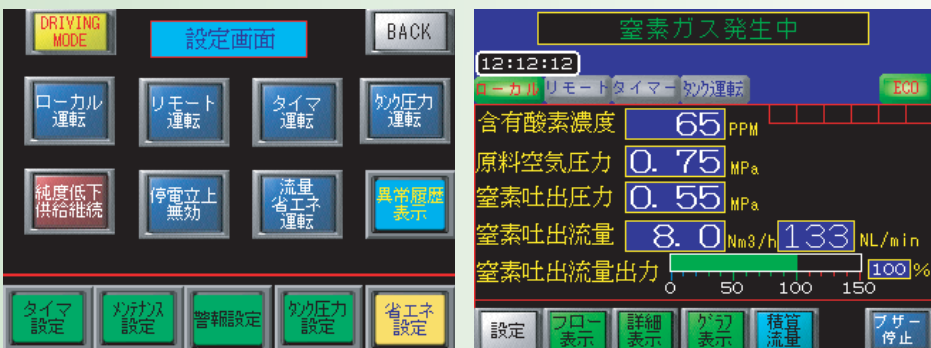 DRIVING
MODE
設定画面
BACK
ローカル
運転
リモート
運転
タイマ
運転
ﾀﾝｸ圧力
運転
純度低下
供給継続
停電立上
無効
流量
省エネ
運転
異常履歴
表示
タイマ
設定
ﾒﾝﾃﾅﾝｽ
設定
警報設定
ﾀﾝｸ圧力
設定
省エネ
設定
窒素ガス発生中
12:12:12
ローカル リモート タイマー ﾀﾝｸ運転 ECO
含有酸素濃度 65 PPM
原料空気圧力 0. 75 MPa
窒素吐出圧力 0. 55 MPa
窒素吐出流量 8. 0 Nm3/h 133 NL/min
窒素吐出流量出力 100 %
0 50 100 150
設定
フロー
表示
詳細
表示
ｸﾞﾗﾌ
表示
積算
流量
ブザー
停止